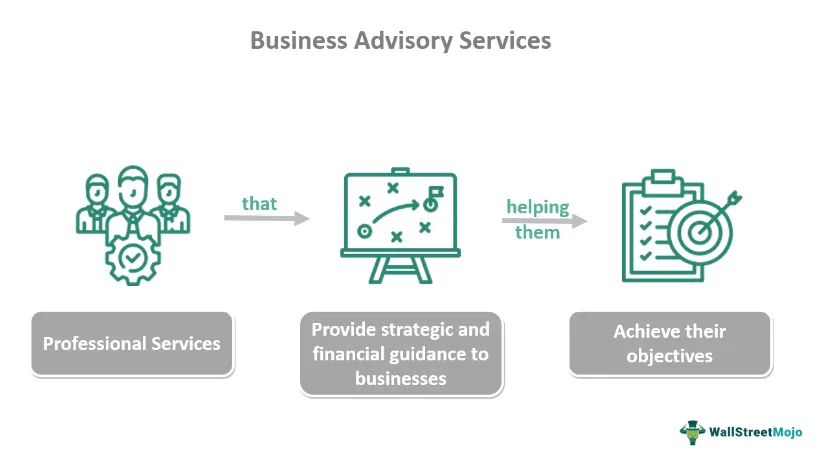 Business Advisory Services
that
helping
them
Professional Services
Provide strategic and
financial guidance to
businesses
Achieve their
objectives
WallStreetMojo